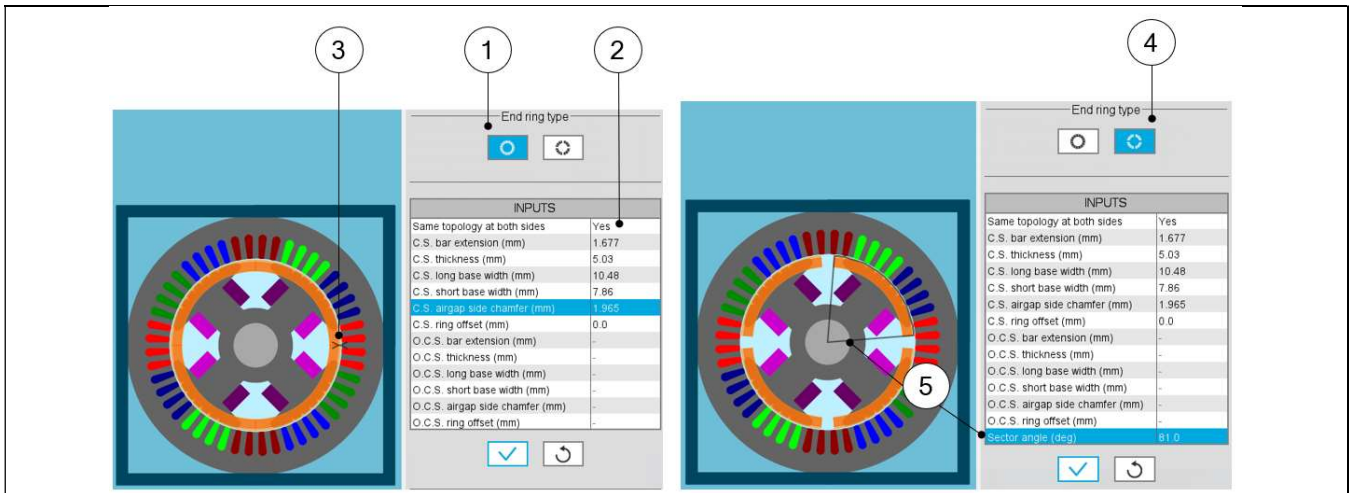 3
1
2
4
End ring type
INPUTS
Same topology at both sides Yes
C.S. bar extension (mm) 1.677
C.S. thickness (mm) 5.03
C.S. long base width (mm) 10.48
C.S. short base width (mm) 7.86
C.S. airgap side chamfer (mm) 1.965
C.S. ring offset (mm) 0.0
O.C.S. bar extension (mm) -
O.C.S. thickness (mm) -
O.C.S. long base width (mm) -
O.C.S. short base width (mm) -
O.C.S. airgap side chamfer (mm) -
O.C.S. ring offset (mm) -
End ring type
INPUTS
Same topology at both sides Yes
C.S. bar extension (mm) 1.677
C.S. thickness (mm) 5.03
C.S. long base width (mm) 10.48
C.S. short base width (mm) 7.86
C.S. airgap side chamfer (mm) 1.965
C.S. ring offset (mm) 0.0
O.C.S. bar extension (mm) -
O.C.S. thickness (mm) -
O.C.S. long base width (mm) -
O.C.S. short base width (mm) -
O.C.S. airgap side chamfer (mm) -
O.C.S. ring offset (mm) -
Sector angle (deg) 81.0
5